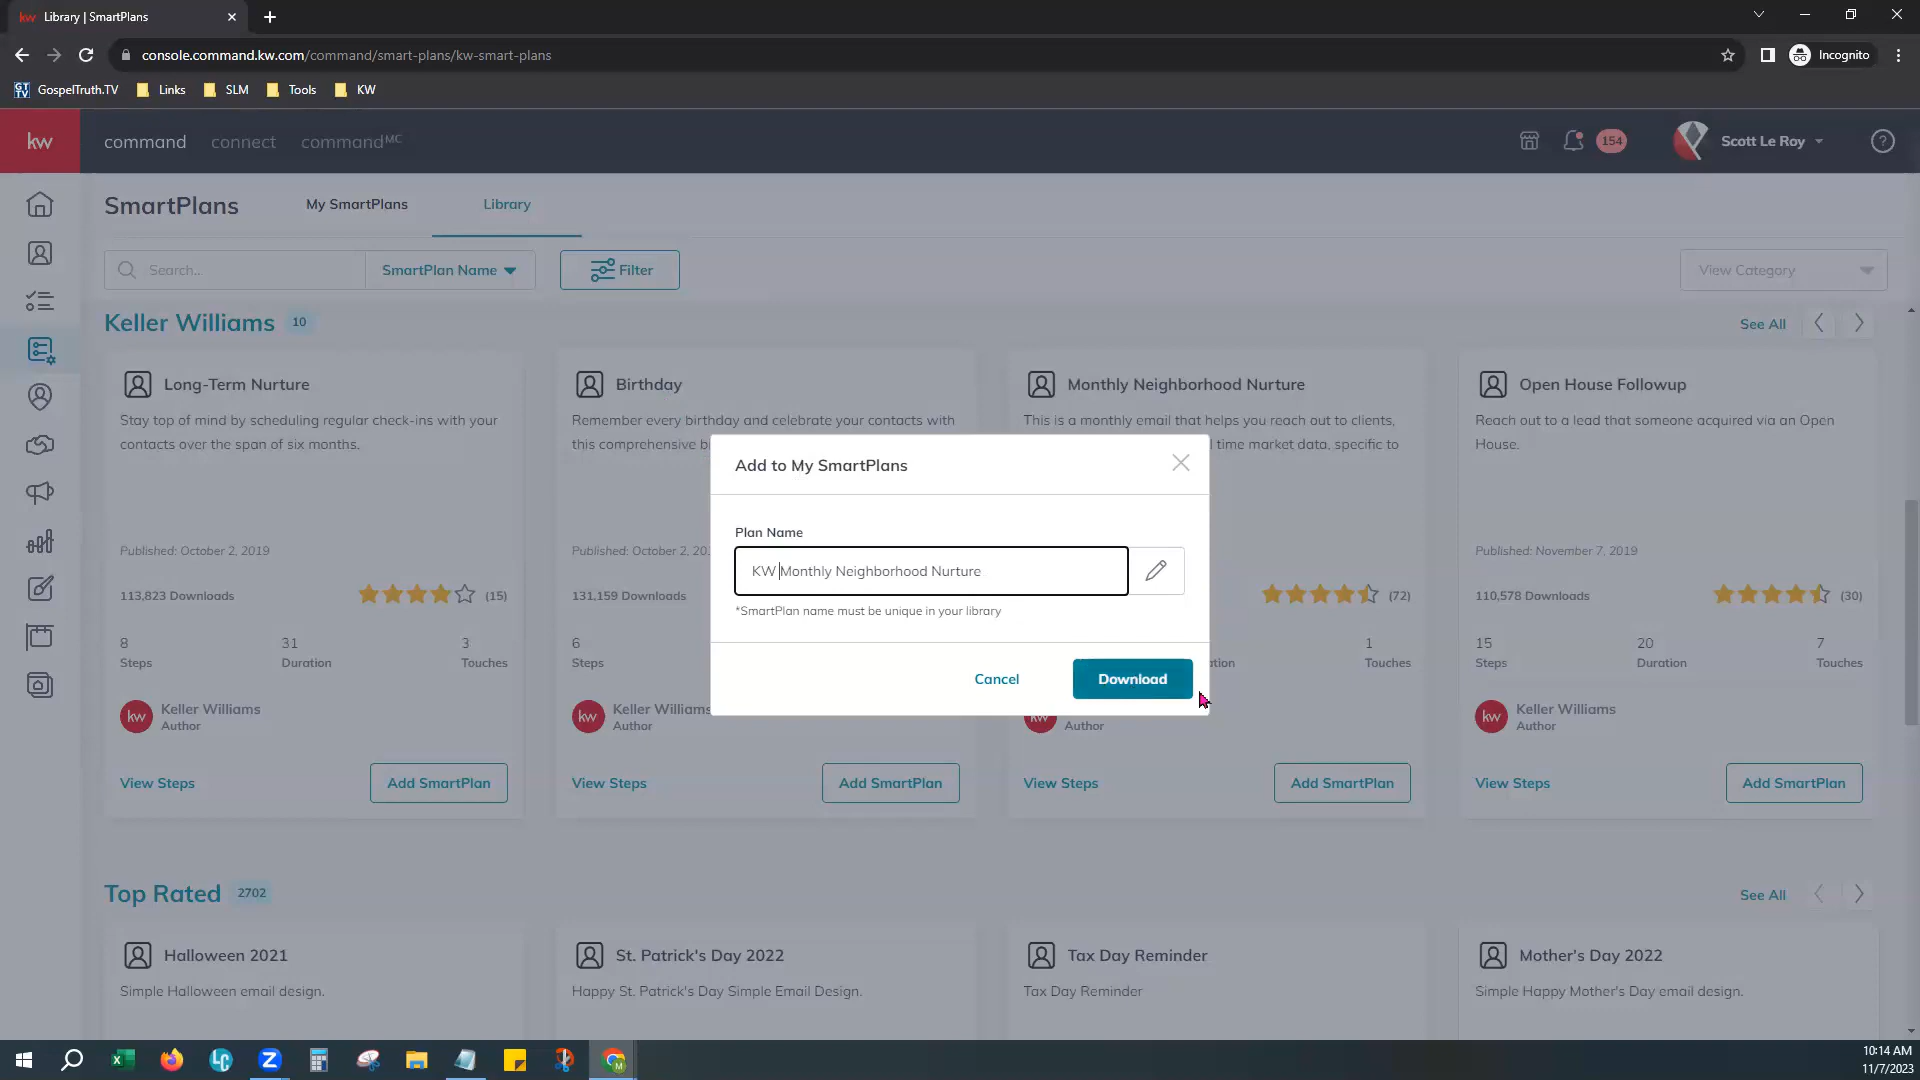 kw Library | SmartPlans
console.command.kw.com/command/smart-plans/kw-smart-plans
Incognito
GT TV GospelTruth.TV Links SLM Tools KW
kw command connect commandMC 154 Scott Le Roy ?
SmartPlans My SmartPlans Library
Search.. SmartPlan Name Filter View Category
Keller Williams 10 See All
Long-Term Nurture
Stay top of mind by scheduling regular check-ins with your
contacts over the span of six months.
Published: October 2, 2019
113,823 Downloads (15)
8 31 3
Steps Duration Touches
kw Keller Williams
Author
View Steps Add SmartPlan
Birthday
Remember every birthday and celebrate your contacts with
this comprehensive b
Published: October 2, 20
131,159 Downloads
6
Steps
kw Keller Williams
Author
View Steps Add SmartPlan
Monthly Neighborhood Nurture
This is a monthly email that helps you reach out to clients,
time market data, specific to
(72)
1
Touches
kw
Author
View Steps Add SmartPlan
Open House Followup
Reach out to a lead that someone acquired via an Open
House.
Published: November 7, 2019
110,578 Downloads (30)
15 20 7
Steps Duration Touches
kw Keller Williams
Author
View Steps Add SmartPlan
Add to My SmartPlans
Plan Name
KW Monthly Neighborhood Nurture
*SmartPlan name must be unique in your library
Cancel Download
Top Rated 2702 See All
Halloween 2021
Simple Halloween email design.
St. Patrick's Day 2022
Happy St. Patrick's Day Simple Email Design.
Tax Day Reminder
Tax Day Reminder
Mother's Day 2022
Simple Happy Mother's Day email design.
10:14 AM
11/7/2023